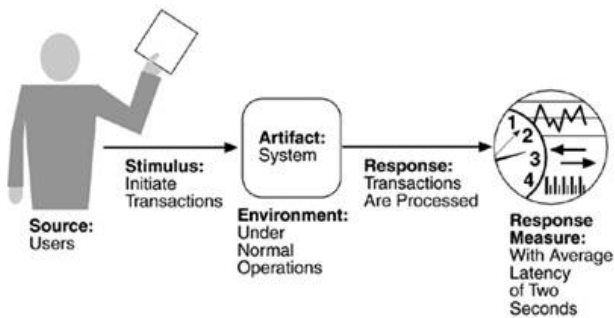 Source:
Users
Stimulus:
Initiate
Transactions
Artifact:
System
Environment:
Under
Normal
Operations
Response:
Transactions
Are Processed
1
2
3
4
Response
Measure:
With Average
Latency
of Two
Seconds